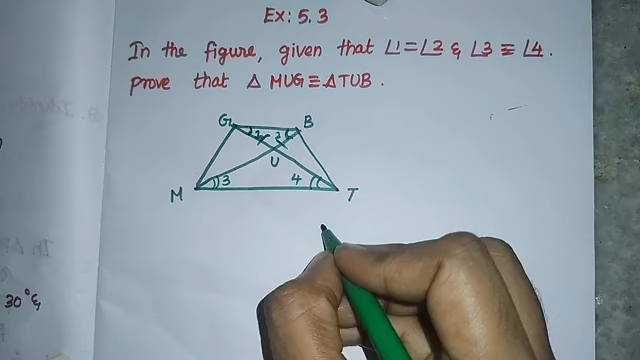 Ex: 5.3
In the figure, given that ∠1=∠2 & ∠3 ≡ ∠4.
prove that △ MUG≡△TUB.
G B
1 2
U
M 3 4 T
30°&